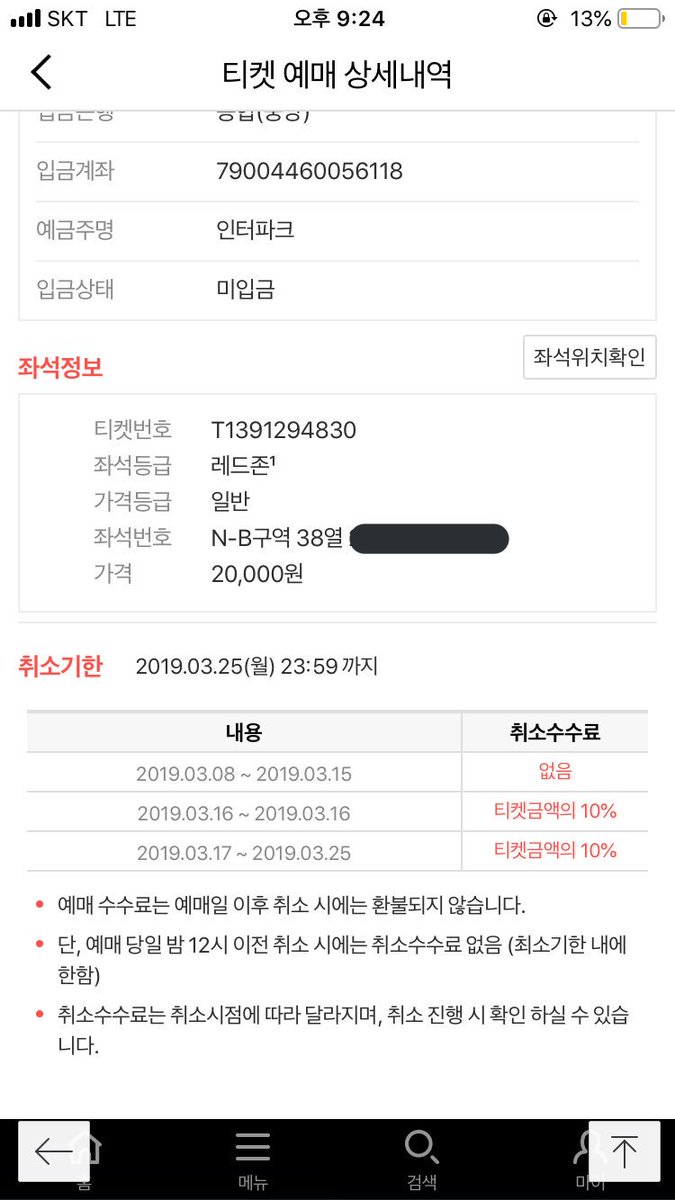 SKT LTE 오후 9:24 13%
티켓 예매 상세내역
입금계좌 79004460056118
예금주명 인터파크
입금상태 미입금
좌석정보 좌석위치확인
티켓번호 T1391294830
좌석등급 레드존¹
가격등급 일반
좌석번호 N-B구역 38열
가격 20,000원
취소기한 2019.03.25(월) 23:59 까지
내용 취소수수료
2019.03.08 ~ 2019.03.15 없음
2019.03.16 ~ 2019.03.16 티켓금액의 10%
2019.03.17 ~ 2019.03.25 티켓금액의 10%
• 예매 수수료는 예매일 이후 취소 시에는 환불되지 않습니다.
• 단, 예매 당일 밤 12시 이전 취소 시에는 취소수수료 없음 (최소기한 내에
한함)
• 취소수수료는 취소시점에 따라 달라지며, 취소 진행 시 확인 하실 수 있습
니다.
홈 메뉴 검색 마이